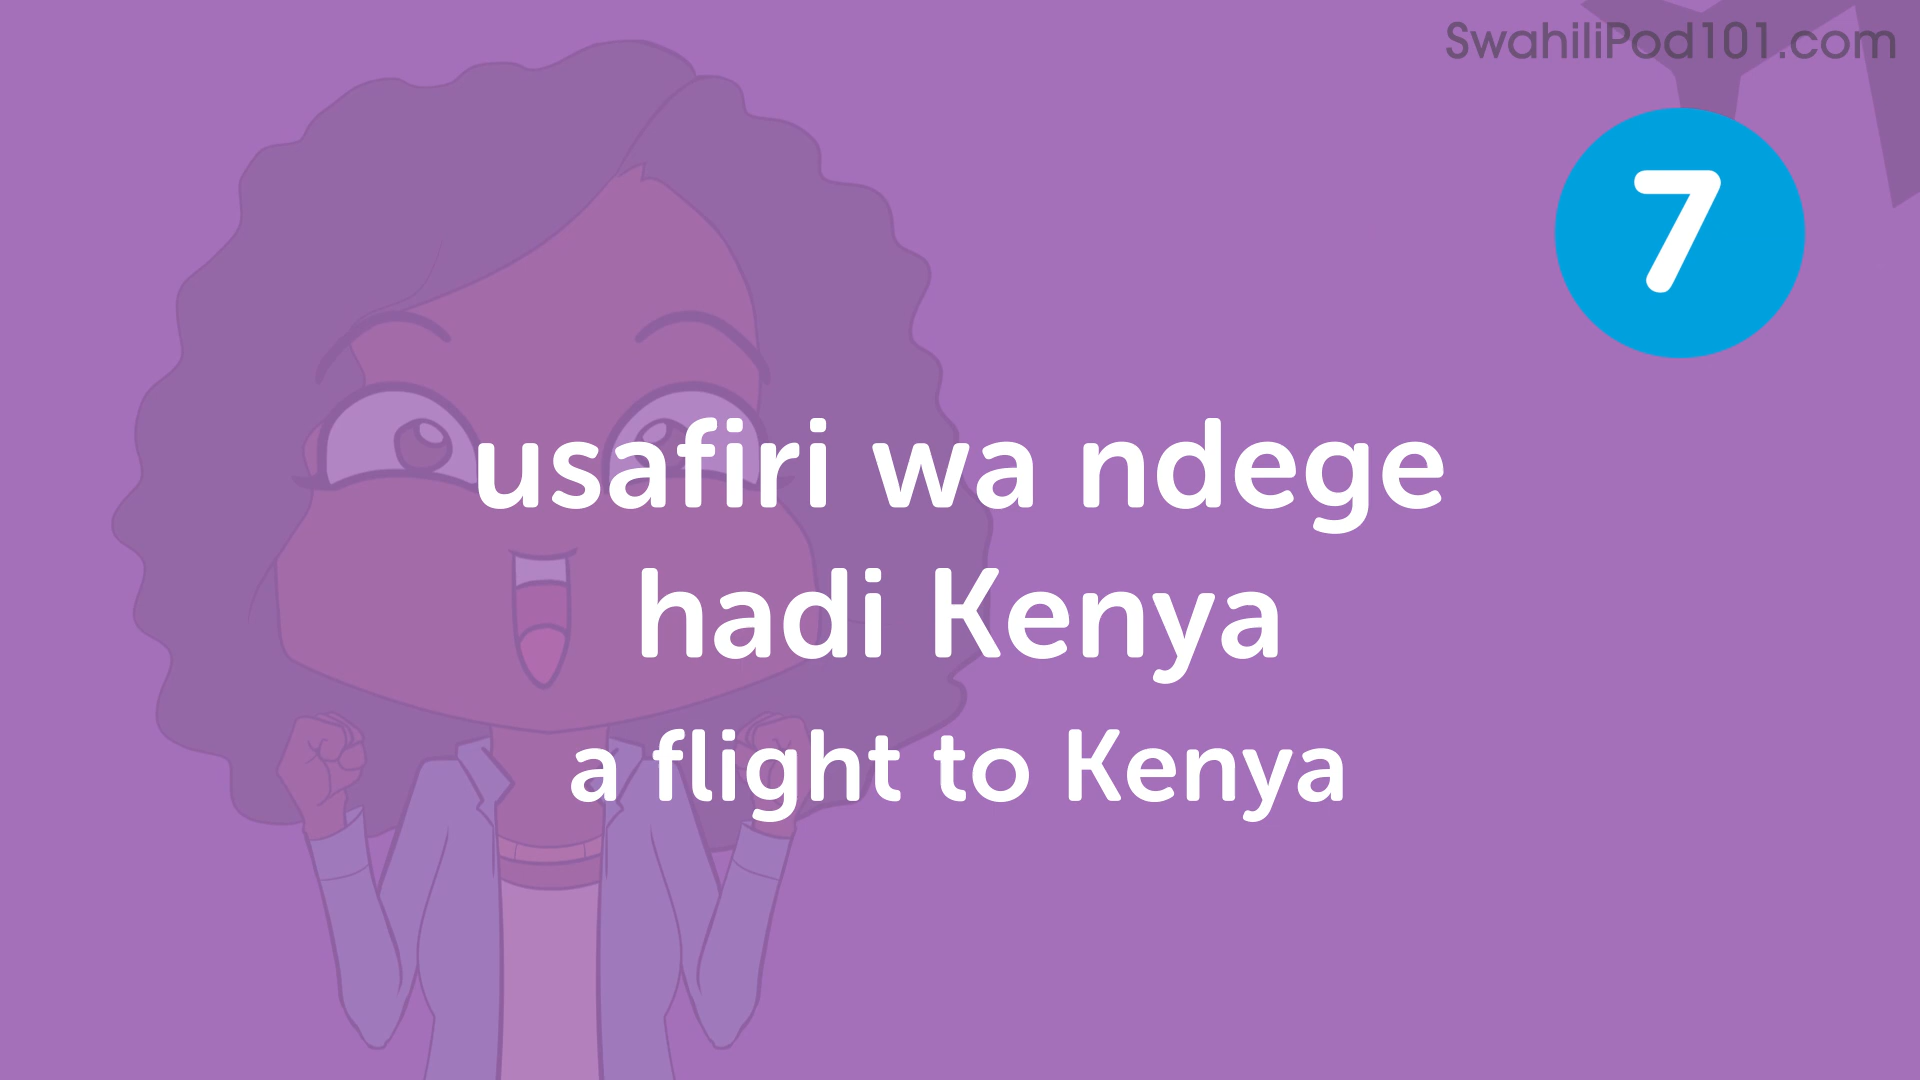 SwahiliPod101.com
7
usafiri wa ndege
hadi Kenya
a flight to Kenya